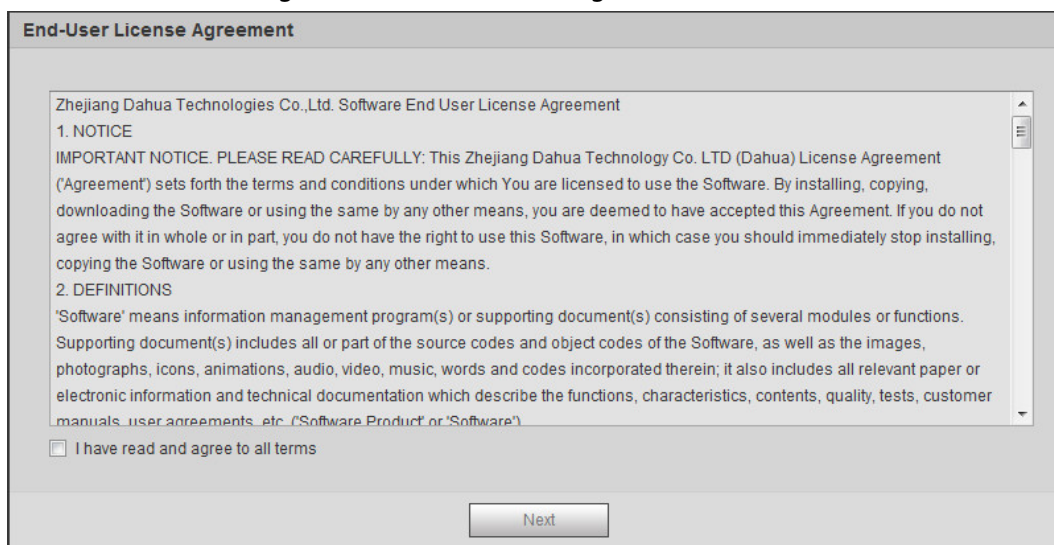 End-User License Agreement
Zhejiang Dahua Technologies Co.,Ltd. Software End User License Agreement
1. NOTICE
IMPORTANT NOTICE. PLEASE READ CAREFULLY: This Zhejiang Dahua Technology Co. LTD (Dahua) License Agreement
('Agreement') sets forth the terms and conditions under which You are licensed to use the Software. By installing, copying,
downloading the Software or using the same by any other means, you are deemed to have accepted this Agreement. If you do not
agree with it in whole or in part, you do not have the right to use this Software, in which case you should immediately stop installing,
copying the Software or using the same by any other means.
2. DEFINITIONS
'Software' means information management program(s) or supporting document(s) consisting of several modules or functions.
Supporting document(s) includes all or part of the source codes and object codes of the Software, as well as the images,
photographs, icons, animations, audio, video, music, words and codes incorporated therein; it also includes all relevant paper or
electronic information and technical documentation which describe the functions, characteristics, contents, quality, tests, customer
manuals, user agreements, etc. ('Software Product' or 'Software')
I have read and agree to all terms
Next